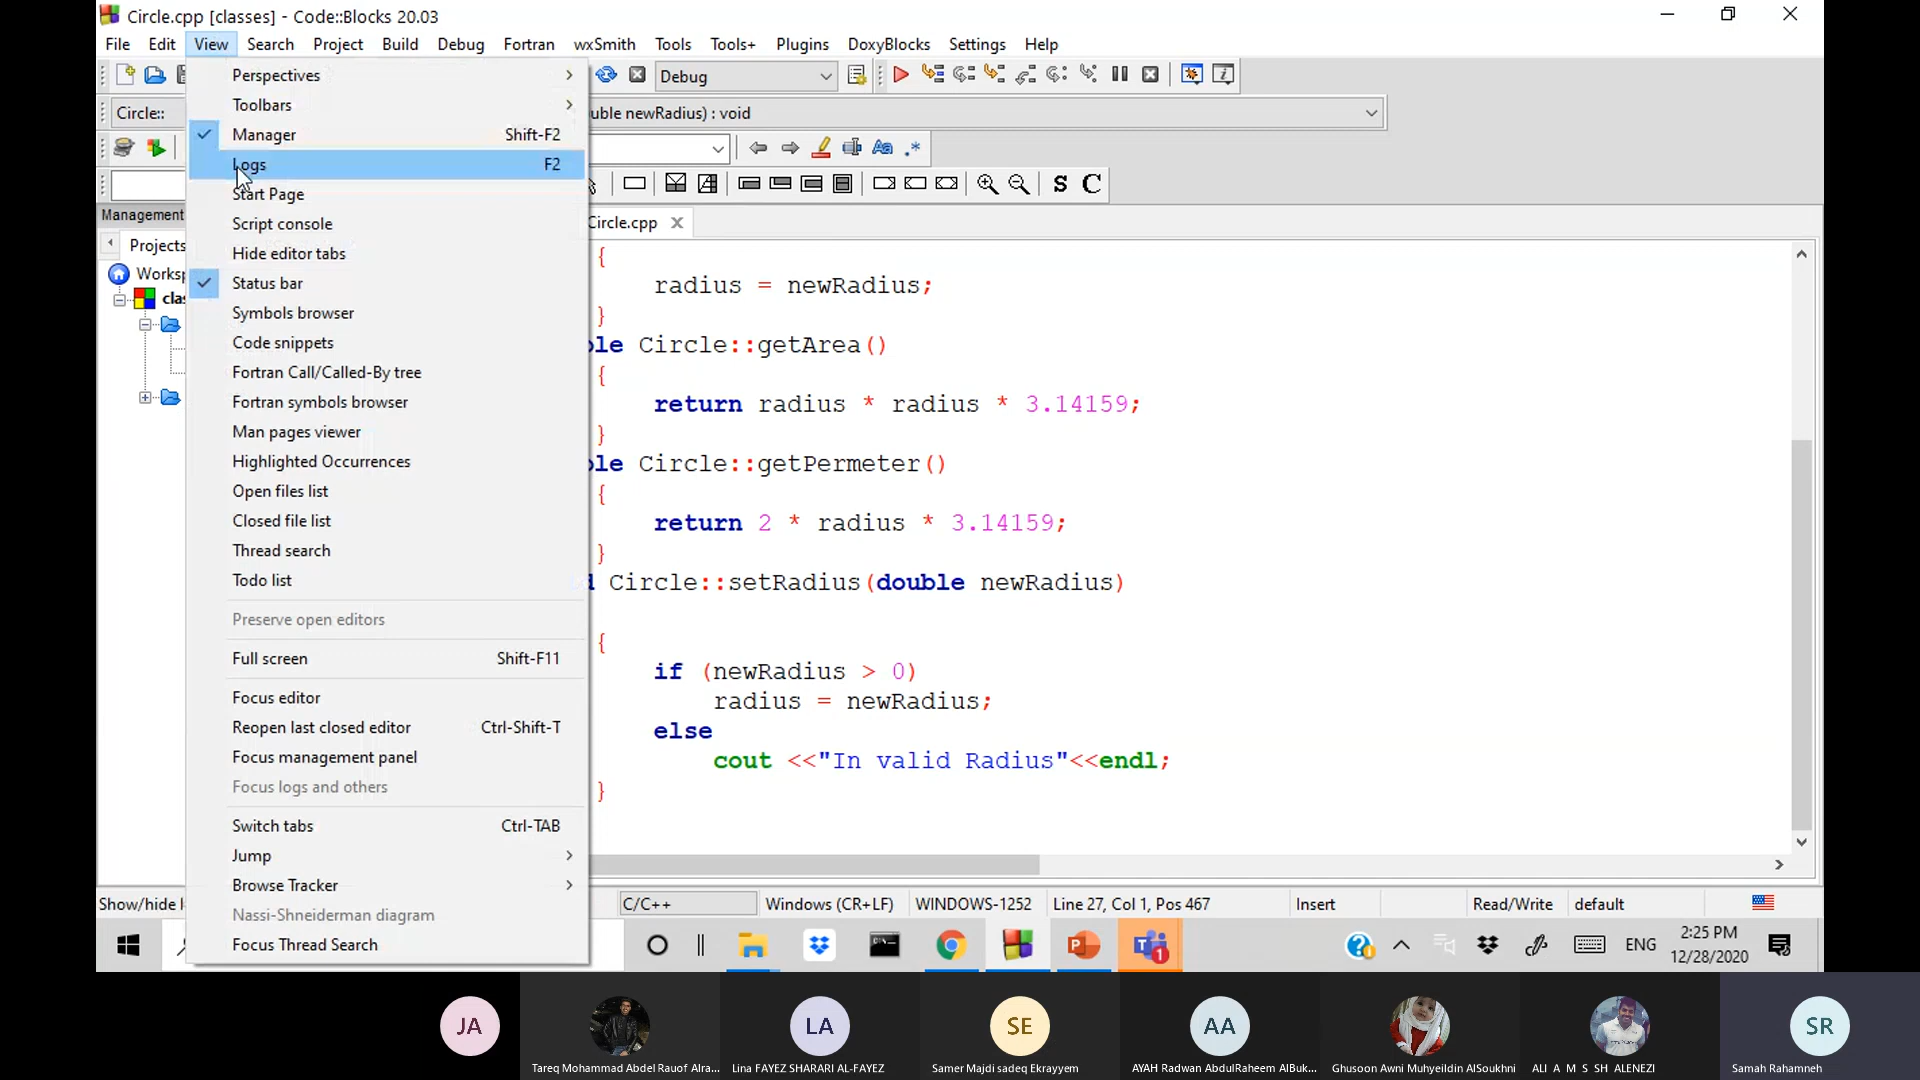 Circle.cpp [classes] - Code::Blocks 20.03
File Edit View Search Project Build Debug Fortran wxSmith Tools Tools+ Plugins DoxyBlocks Settings Help
Debug
Circle::
uble newRadius) : void
Aa .*
S C
Management
Projects
Worksp
clas
Perspectives
Toolbars
Manager Shift-F2
Logs F2
Start Page
Script console
Hide editor tabs
Status bar
Symbols browser
Code snippets
Fortran Call/Called-By tree
Fortran symbols browser
Man pages viewer
Highlighted Occurrences
Open files list
Closed file list
Thread search
Todo list
Preserve open editors
Full screen Shift-F11
Focus editor
Reopen last closed editor Ctrl-Shift-T
Focus management panel
Focus logs and others
Switch tabs Ctrl-TAB
Jump
Browse Tracker
Nassi-Shneiderman diagram
Focus Thread Search
Circle.cpp
{
radius = newRadius;
}
ble Circle::getArea()
{
return radius * radius * 3.14159;
}
ble Circle::getPermeter()
{
return 2 * radius * 3.14159;
}
d Circle::setRadius(double newRadius)
{
if (newRadius > 0)
radius = newRadius;
else
cout <<"In valid Radius"<<endl;
}
Show/hide C/C++ Windows (CR+LF) WINDOWS-1252 Line 27, Col 1, Pos 467 Insert Read/Write default
ENG
2:25 PM
12/28/2020
1
JA
LA
SE
AA
SR
Tareq Mohammad Abdel Rauof Alra...
Lina FAYEZ SHARARI AL-FAYEZ
Samer Majdi sadeq Ekrayyem
AYAH Radwan AbdulRaheem AlBuk...
Ghusoon Awni Muhyeildin AlSoukhni
ALI A M S SH ALENEZI
Samah Rahamneh